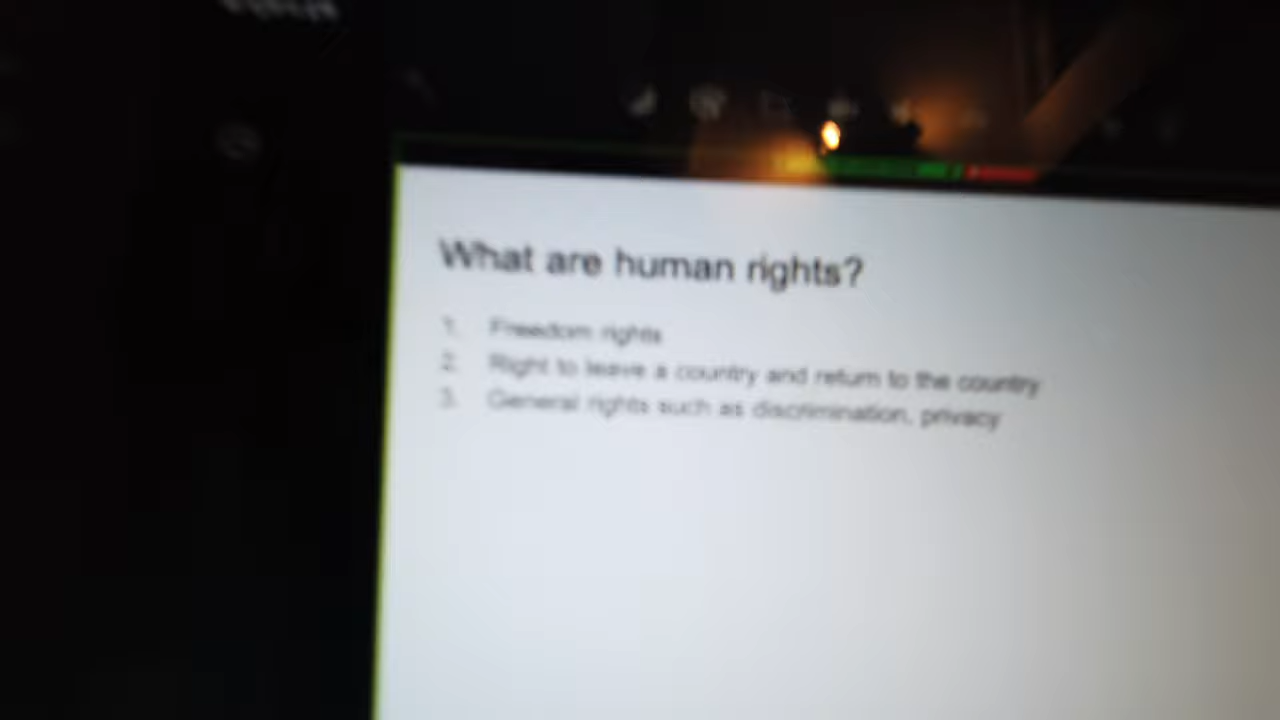 What are human rights?
1. Freedom rights
2. Right to leave a country and return to the country
3. General rights such as discrimination, privacy